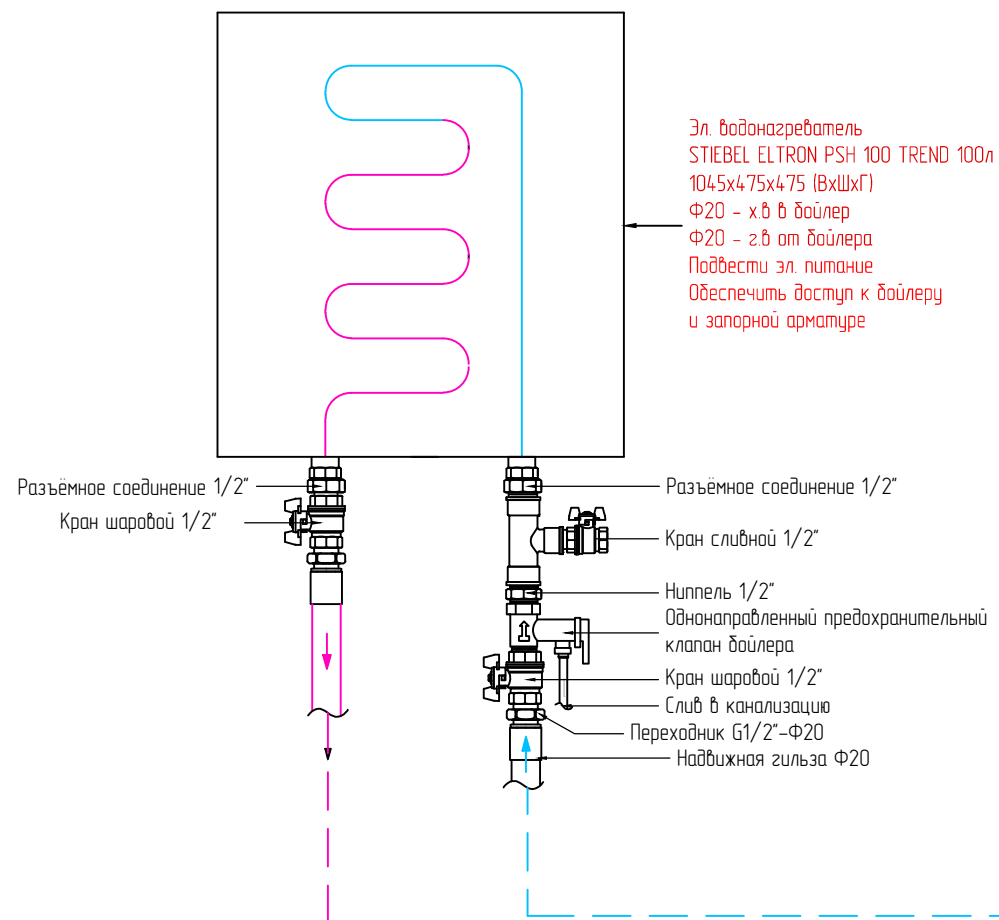 Эл. водонагреватель
STIEBEL ELTRON PSH 100 TREND 100л
1045х475х475 (ВхШхГ)
Ф20 - х.в в бойлер
Ф20 - г.в от бойлера
Подвести эл. питание
Обеспечить доступ к бойлеру
и запорной арматуре
Разъёмное соединение 1/2"
Кран шаровой 1/2"
Разъёмное соединение 1/2"
Кран сливной 1/2"
Ниппель 1/2"
Однонаправленный предохранительный
клапан бойлера
Кран шаровой 1/2"
Слив в канализацию
Переходник G1/2"-Ф20
Надвижная гильза Ф20